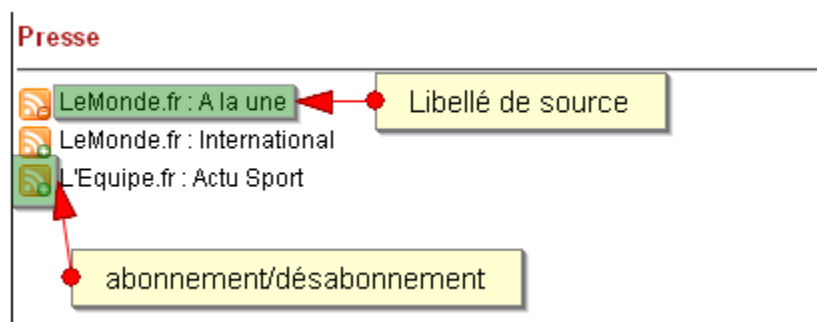 Presse
LeMonde.fr : A la une
Libellé de source
LeMonde.fr : International
L'Equipe.fr : Actu Sport
abonnement/désabonnement